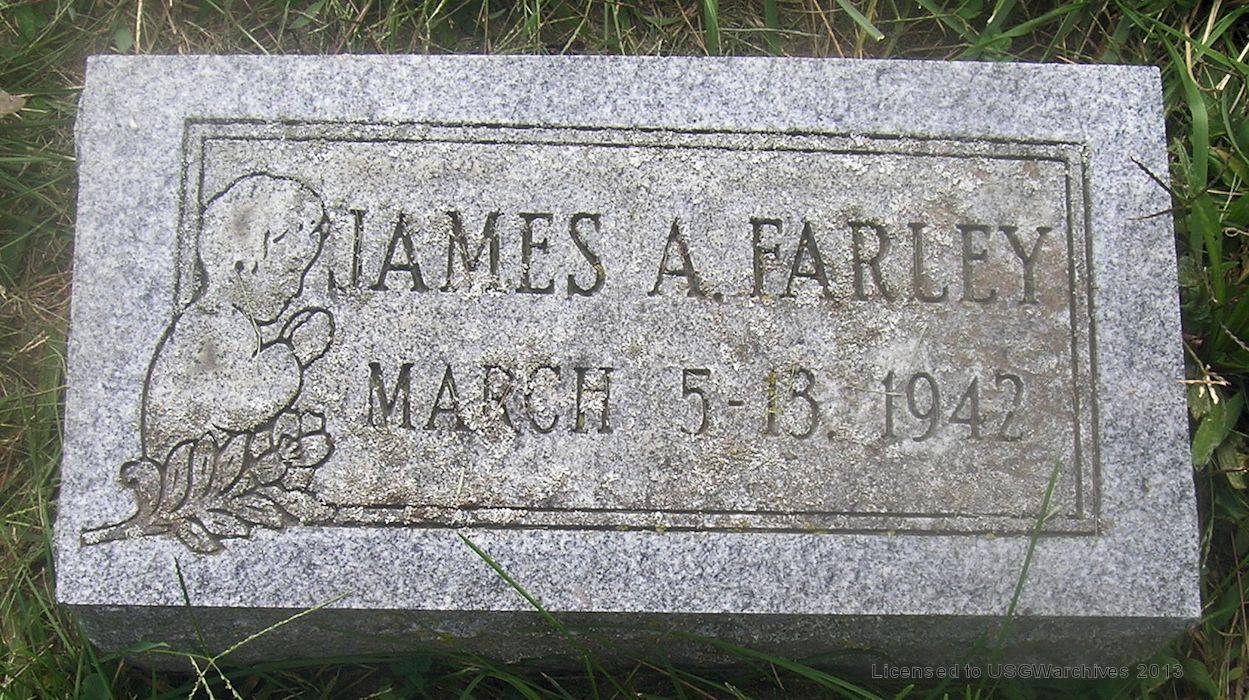 JAMES A. FARLEY
MARCH 5-13. 1942
Licensed to USGWarchives 2013